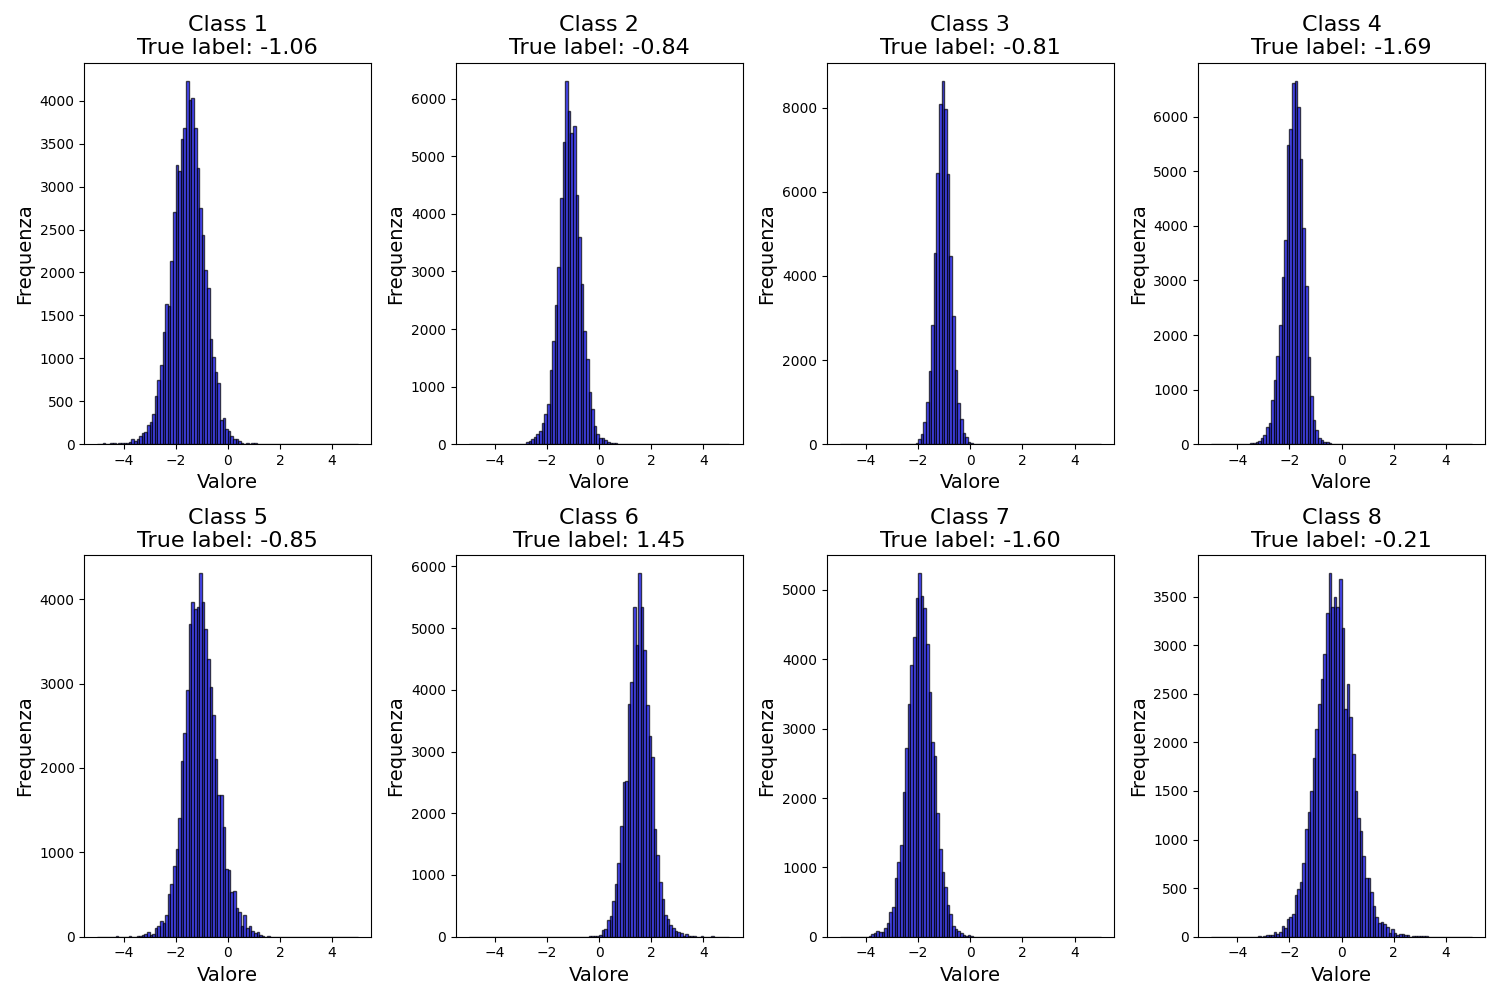 Class 1
True label: -1.06
Class 2
True label: -0.84
Class 3
True label: -0.81
Class 4
True label: -1.69
Frequenza
4000
3500
3000
2500
2000
1500
1000
500
0
−4 −2 0 2 4
Valore
Frequenza
6000
5000
4000
3000
2000
1000
0
−4 −2 0 2 4
Valore
Frequenza
8000
6000
4000
2000
0
−4 −2 0 2 4
Valore
Frequenza
6000
5000
4000
3000
2000
1000
0
−4 −2 0 2 4
Valore
Class 5
True label: -0.85
Class 6
True label: 1.45
Class 7
True label: -1.60
Class 8
True label: -0.21
Frequenza
4000
3000
2000
1000
0
−4 −2 0 2 4
Valore
Frequenza
6000
5000
4000
3000
2000
1000
0
−4 −2 0 2 4
Valore
Frequenza
5000
4000
3000
2000
1000
0
−4 −2 0 2 4
Valore
Frequenza
3500
3000
2500
2000
1500
1000
500
0
−4 −2 0 2 4
Valore